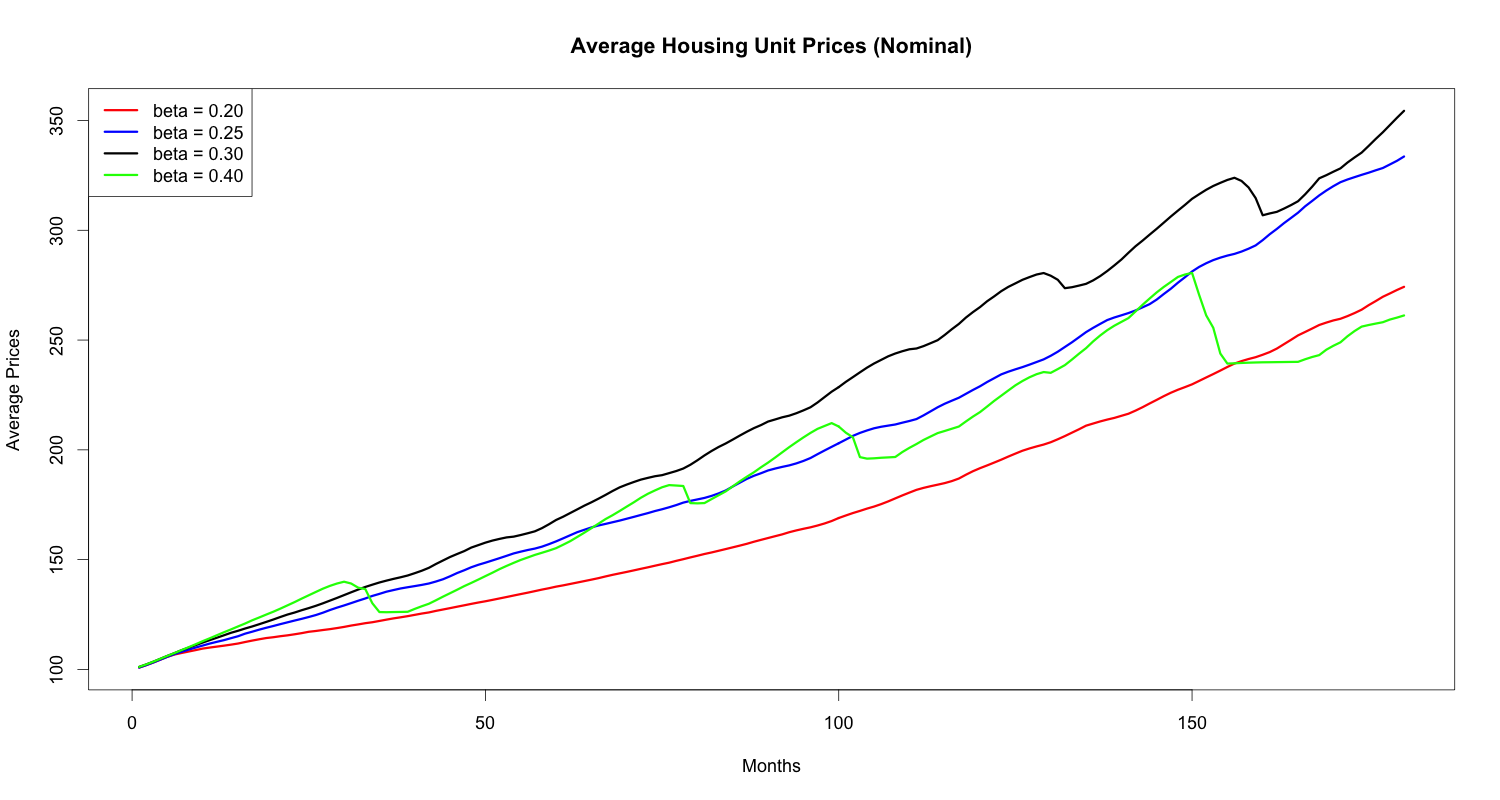 Average Housing Unit Prices (Nominal)
beta = 0.20
beta = 0.25
beta = 0.30
beta = 0.40
Average Prices
350
300
250
200
150
100
0 50 100 150
Months